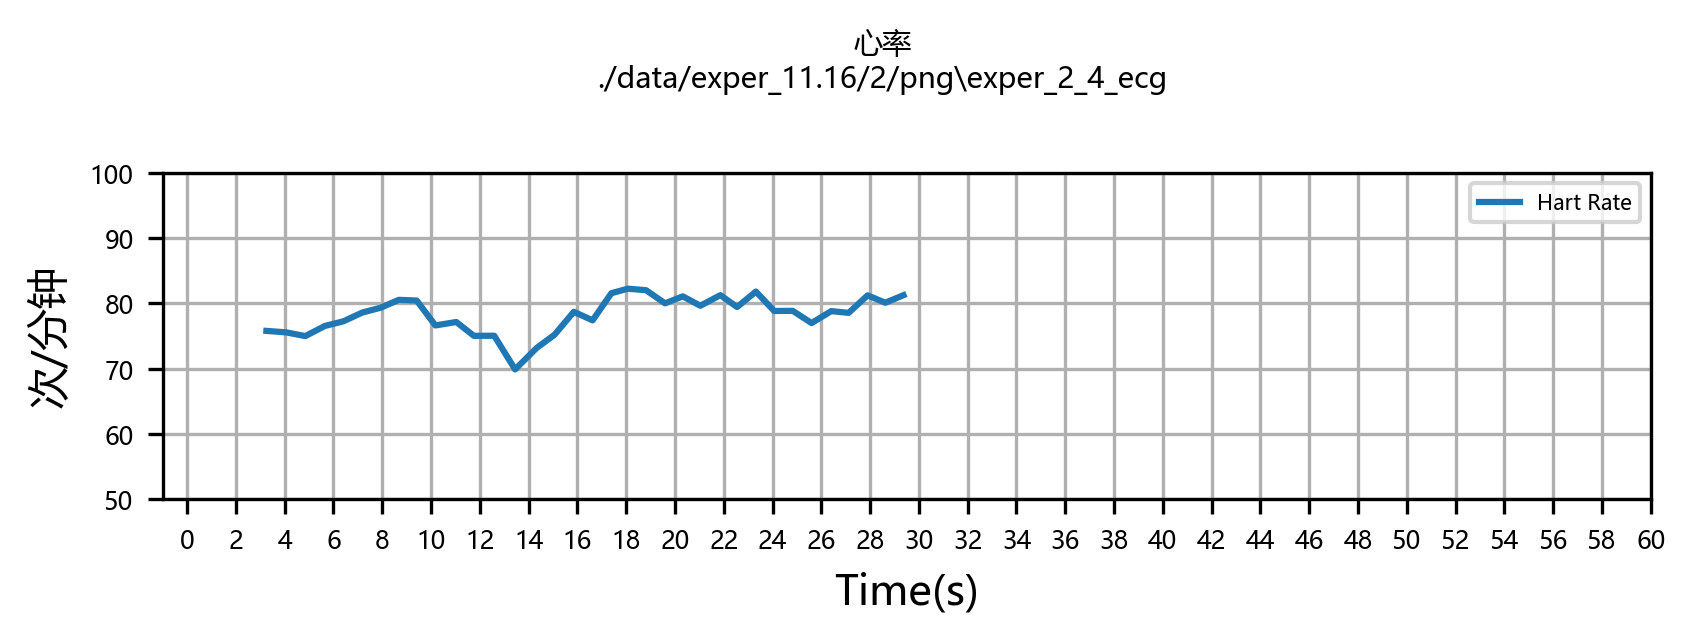 心率
./data/exper_11.16/2/png\exper_2_4_ecg
Hart Rate
次/分钟
100
90
80
70
60
50
0 2 4 6 8 10 12 14 16 18 20 22 24 26 28 30 32 34 36 38 40 42 44 46 48 50 52 54 56 58 60
Time(s)